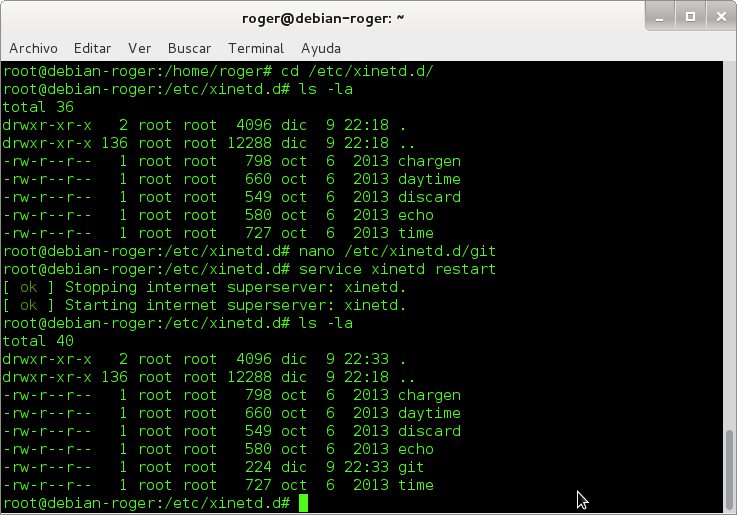 roger@debian-roger: ~
Archivo Editar Ver Buscar Terminal Ayuda
root@debian-roger:/home/roger# cd /etc/xinetd.d/
root@debian-roger:/etc/xinetd.d# ls -la
total 36
drwxr-xr-x   2 root root  4096 dic  9 22:18 .
drwxr-xr-x 136 root root 12288 dic  9 22:18 ..
-rw-r--r--   1 root root   798 oct  6  2013 chargen
-rw-r--r--   1 root root   660 oct  6  2013 daytime
-rw-r--r--   1 root root   549 oct  6  2013 discard
-rw-r--r--   1 root root   580 oct  6  2013 echo
-rw-r--r--   1 root root   727 oct  6  2013 time
root@debian-roger:/etc/xinetd.d# nano /etc/xinetd.d/git
root@debian-roger:/etc/xinetd.d# service xinetd restart
[ ok ] Stopping internet superserver: xinetd.
[ ok ] Starting internet superserver: xinetd.
root@debian-roger:/etc/xinetd.d# ls -la
total 40
drwxr-xr-x   2 root root  4096 dic  9 22:33 .
drwxr-xr-x 136 root root 12288 dic  9 22:18 ..
-rw-r--r--   1 root root   798 oct  6  2013 chargen
-rw-r--r--   1 root root   660 oct  6  2013 daytime
-rw-r--r--   1 root root   549 oct  6  2013 discard
-rw-r--r--   1 root root   580 oct  6  2013 echo
-rw-r--r--   1 root root   224 dic  9 22:33 git
-rw-r--r--   1 root root   727 oct  6  2013 time
root@debian-roger:/etc/xinetd.d#